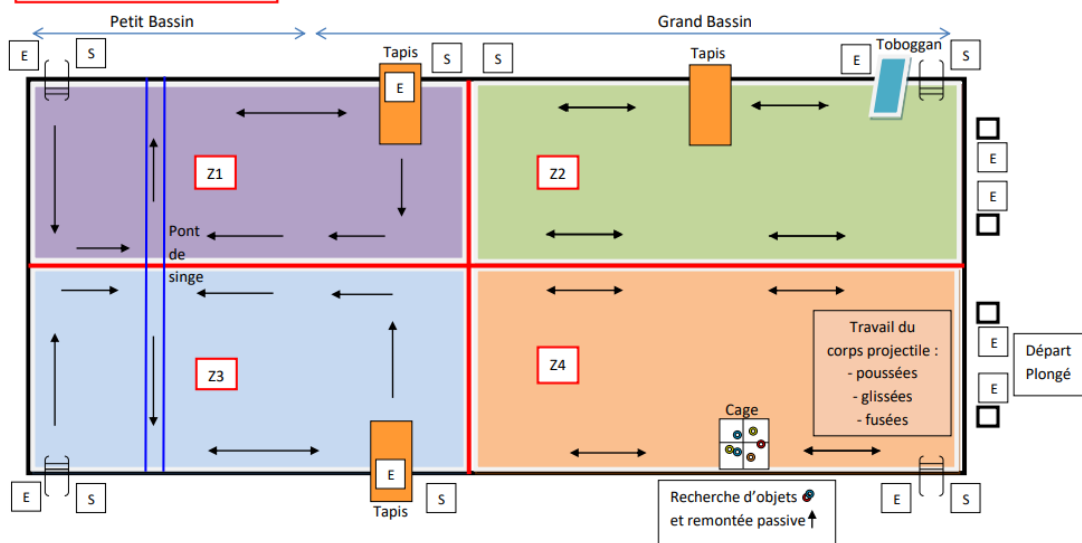 Petit Bassin
Grand Bassin
E
S
Tapis
E
S
S
Tapis
E
Toboggan
S
Z1
Z2
E
E
Pont
de
singe
Z3
Z4
Travail du
corps projectile :
- poussées
- glissées
- fusées
E
E
Départ
Plongé
Cage
E
S
E
Tapis
S
Recherche d'objets
et remontée passive
E
S